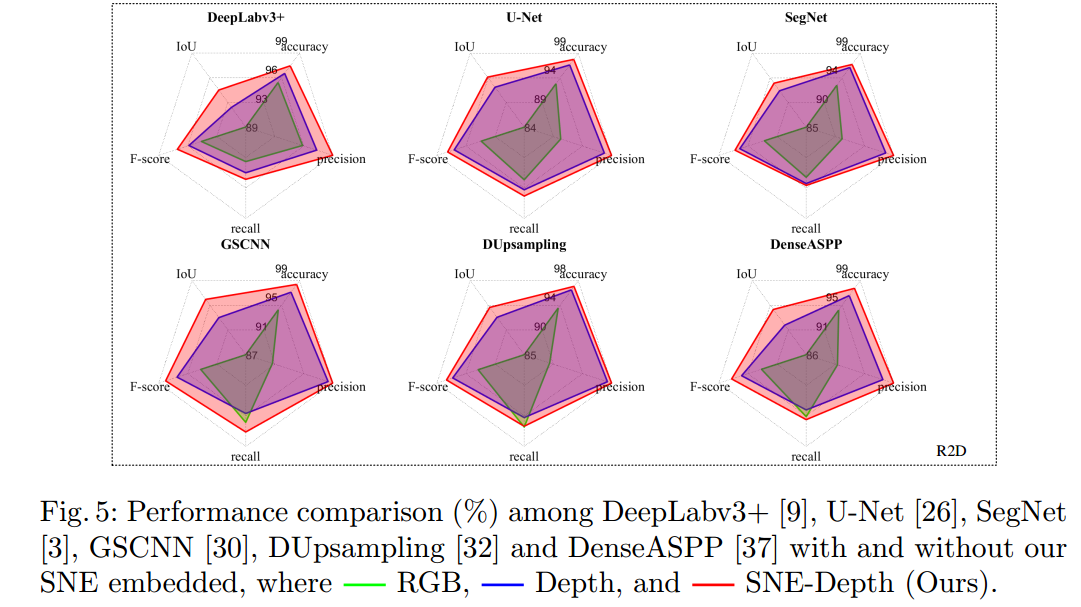 DeepLabv3+ U-Net SegNet
IoU 99 accuracy IoU 99 accuracy IoU 99 accuracy
96 94 94
93 89 90
89 84 85
F-score precision F-score precision F-score precision
recall recall recall
GSCNN DUpsampling DenseASPP
IoU 99 accuracy IoU 98 accuracy IoU 99 accuracy
95 94 95
91 90 91
87 85 86
F-score precision F-score precision F-score precision
R2D
recall recall recall
Fig. 5: Performance comparison (%) among DeepLabv3+ [9], U-Net [26], SegNet
[3], GSCNN [30], DUpsampling [32] and DenseASPP [37] with and without our
SNE embedded, where RGB, Depth, and SNE-Depth (Ours).